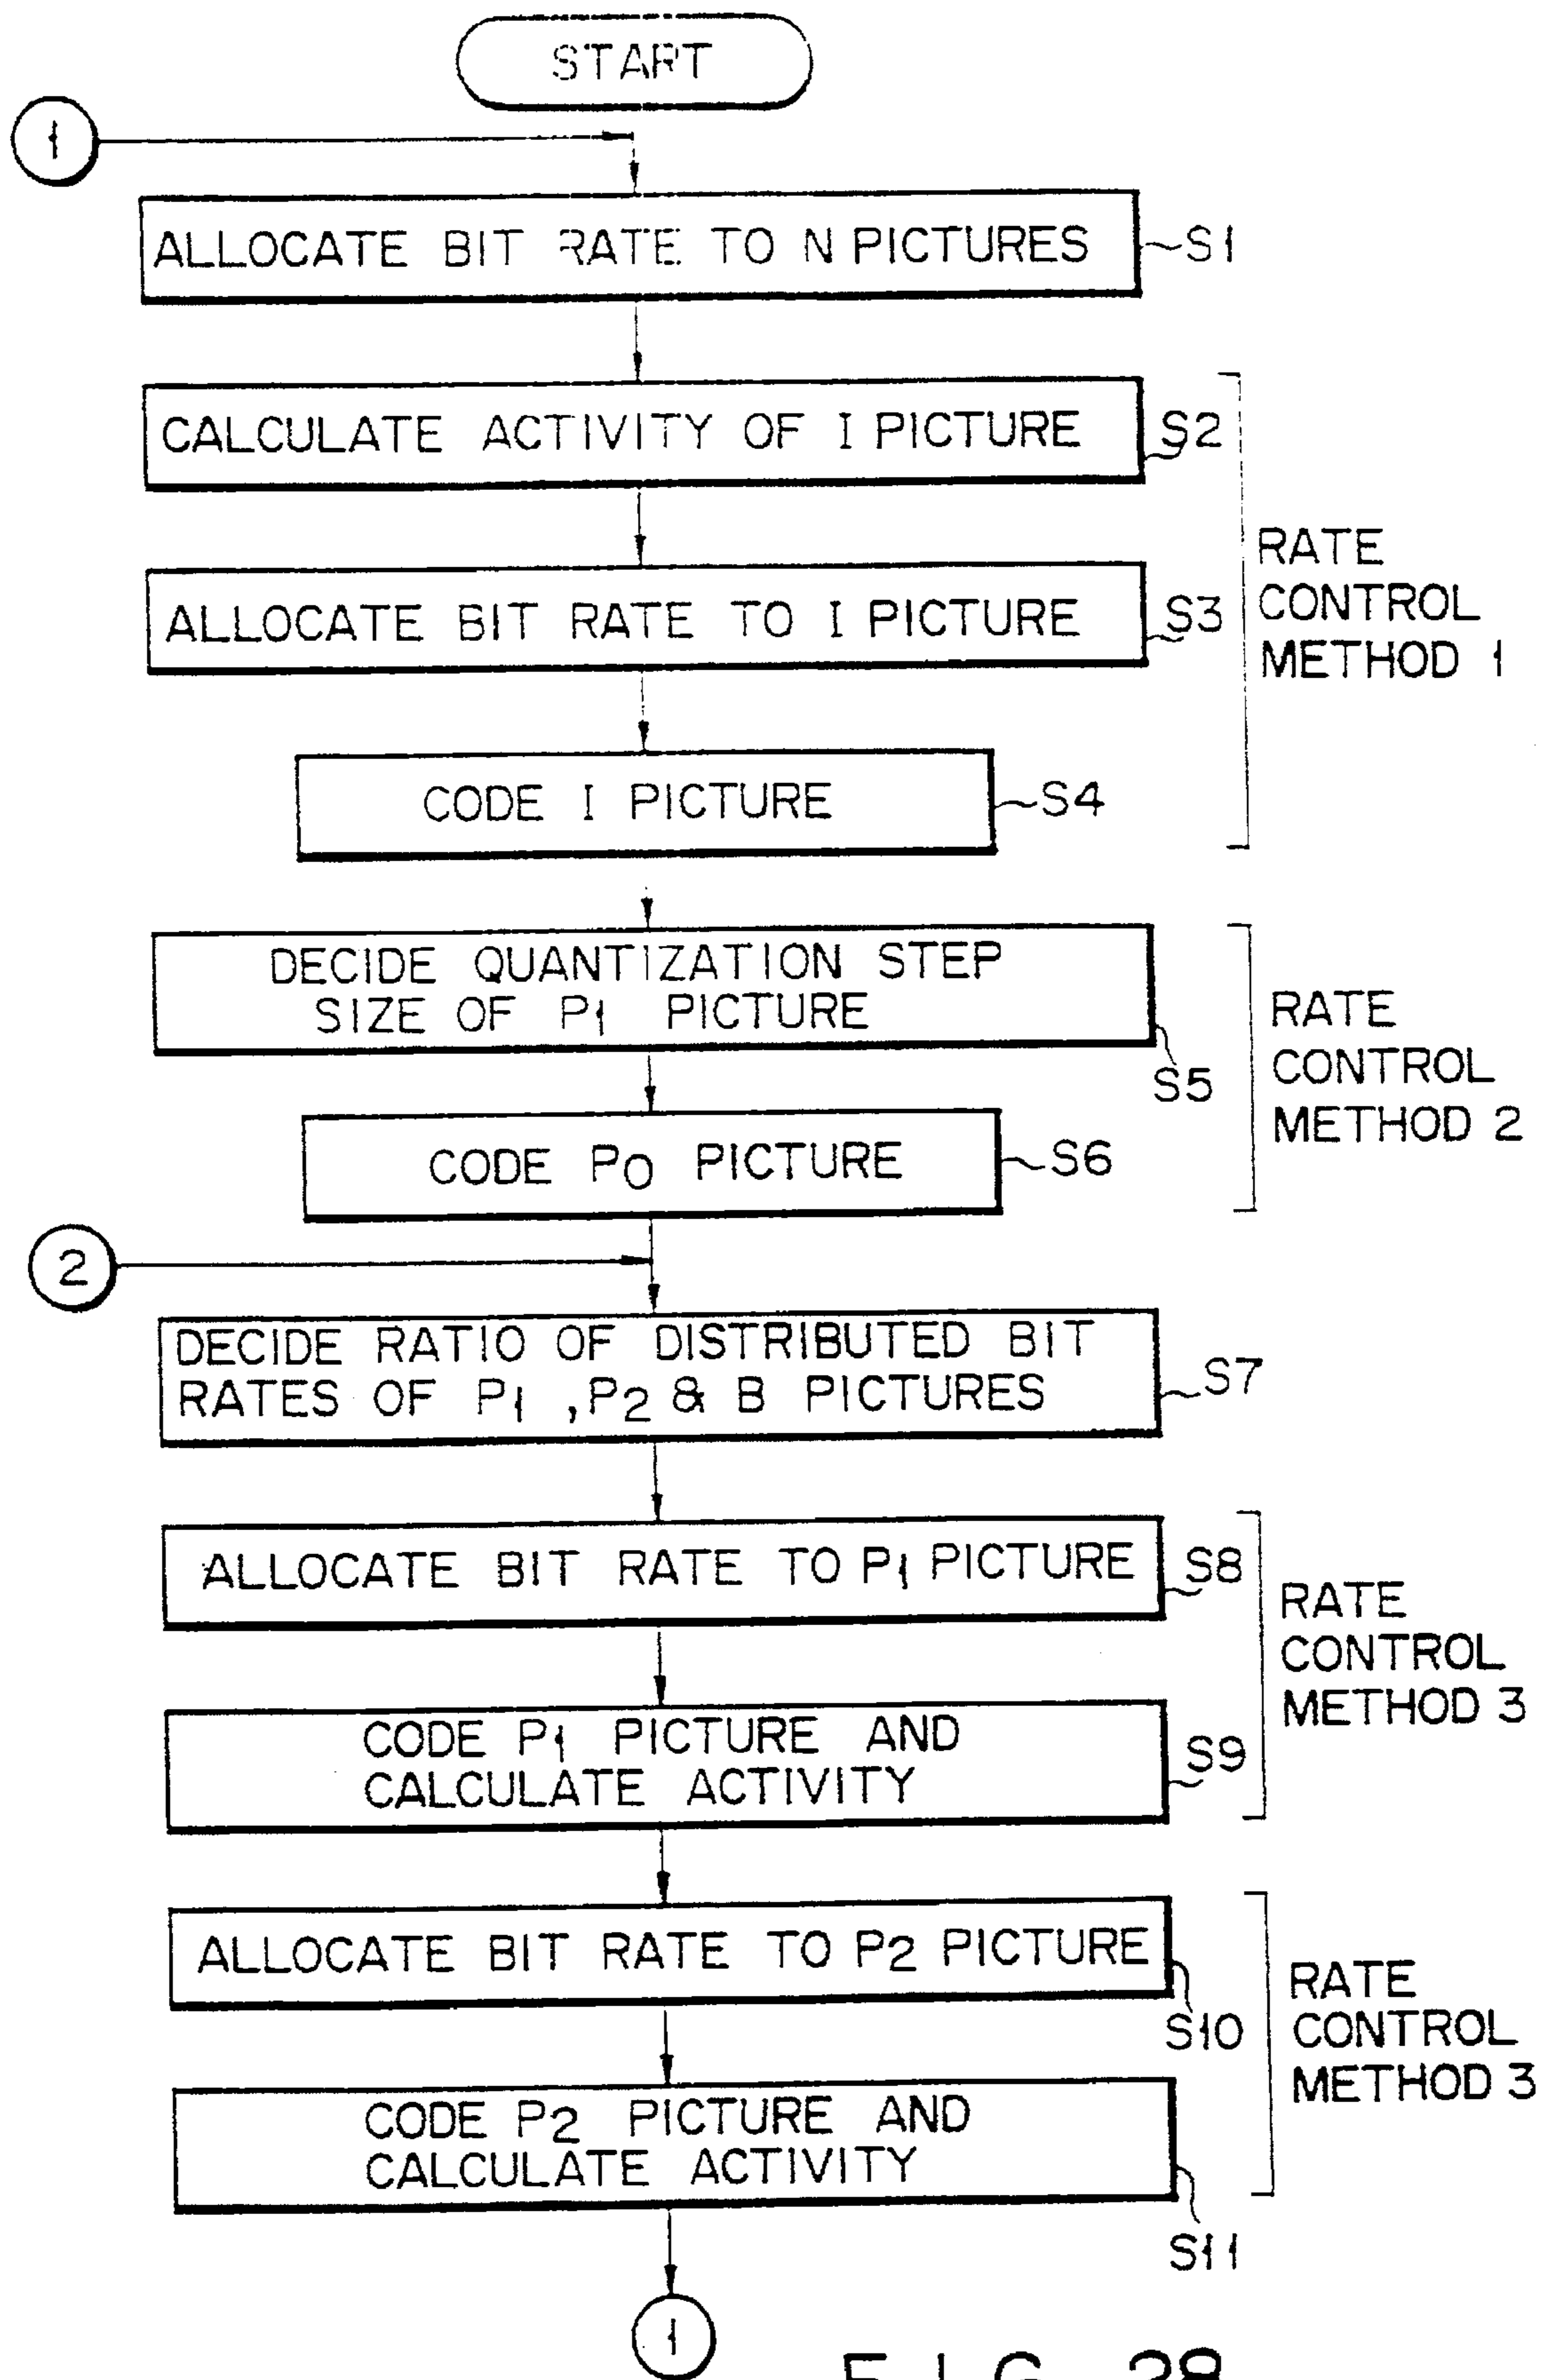 START
1
ALLOCATE BIT RATE TO N PICTURES
S1
CALCULATE ACTIVITY OF I PICTURE
S2
ALLOCATE BIT RATE TO I PICTURE
S3
RATE
CONTROL
METHOD 1
CODE I PICTURE
S4
DECIDE QUANTIZATION STEP
SIZE OF P1 PICTURE
S5
RATE
CONTROL
METHOD 2
CODE P0 PICTURE
S6
2
DECIDE RATIO OF DISTRIBUTED BIT
RATES OF P1 ,P2 & B PICTURES
S7
ALLOCATE BIT RATE TO P1 PICTURE
S8
RATE
CONTROL
METHOD 3
CODE P1 PICTURE AND
CALCULATE ACTIVITY
S9
ALLOCATE BIT RATE TO P2 PICTURE
S10
RATE
CONTROL
METHOD 3
CODE P2 PICTURE AND
CALCULATE ACTIVITY
S11
1
FIG. 28